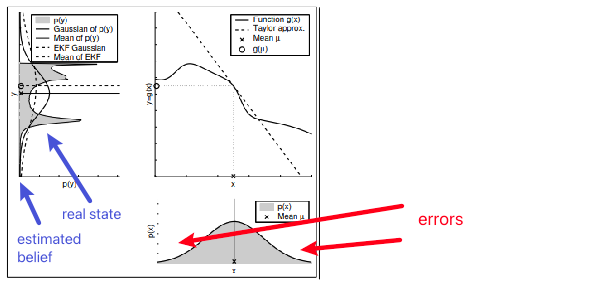 p(y)
Gaussian of p(y)
Mean of p(y)
EKF Gaussian
Mean of EKF
Function g(x)
Taylor approx.
Mean μ
g(μ)
y
y=g(x)
p(y)
x
real state
estimated
belief
p(x)
Mean μ
p(x)
errors